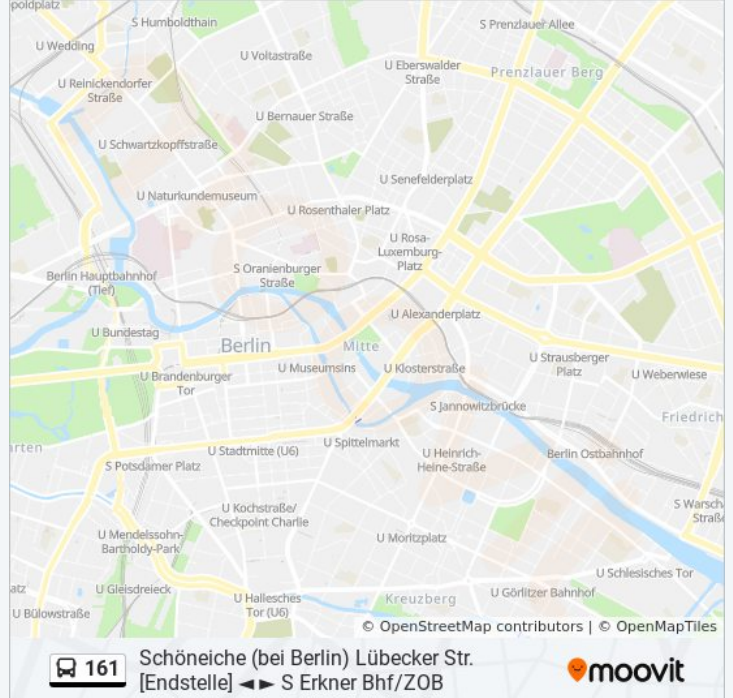 poldplatz
S Humboldthain
S Prenzlauer Allee
U Wedding
U Voltastraße
U Eberswalder
Straße
Prenzlauer Berg
U Reinickendorfer
Straße
U Bernauer Straße
U Schwartzkopffstraße
U Senefelderplatz
U Naturkundemuseum
U Rosenthaler Platz
U Rosa-
Luxemburg-
Platz
S Oranienburger
Straße
Berlin Hauptbahnhof
(Tief)
U Alexanderplatz
U Bundestag
Berlin
Mitte
U Strausberger
Platz
U Museumsinsel
U Klosterstraße
U Weberwiese
U Brandenburger
Tor
S Jannowitzbrücke
Friedrich
U Spittelmarkt
rten
U Stadtmitte (U6)
U Heinrich-
Heine-Straße
Berlin Ostbahnhof
S Potsdamer Platz
S Warsch
Straße
U Kochstraße/
Checkpoint Charlie
U Mendelssohn-
Bartholdy-Park
U Moritzplatz
U Schlesisches Tor
atz
U Gleisdreieck
U Hallesches
Tor (U6)
Kreuzberg
U Görlitzer Bahnhof
U Bülowstraße
© OpenStreetMap contributors | © OpenMapTiles
161
Schöneiche (bei Berlin) Lübecker Str.
[Endstelle] ◄ ► S Erkner Bhf/ZOB
moovit